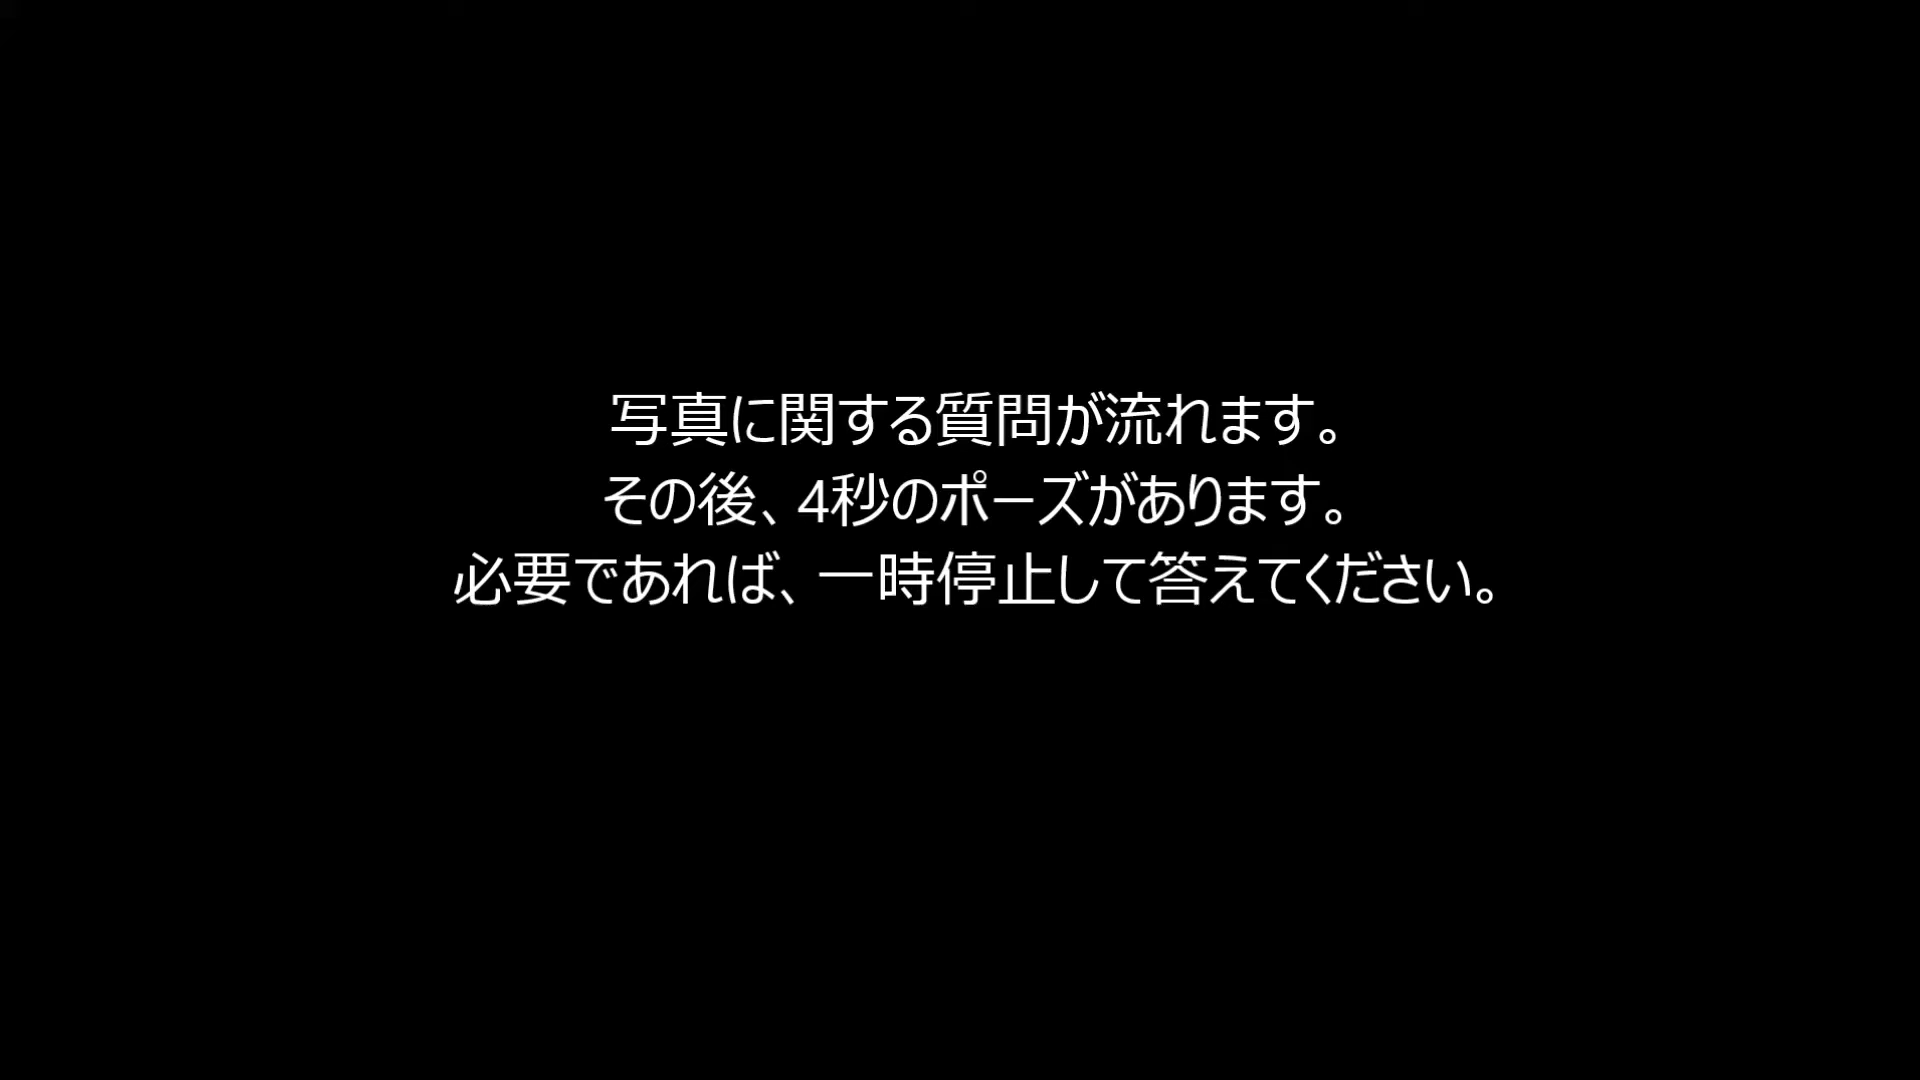 写真に関する質問が流れます。
その後、4秒のポーズがあります。
必要であれば、一時停止して答えてください。